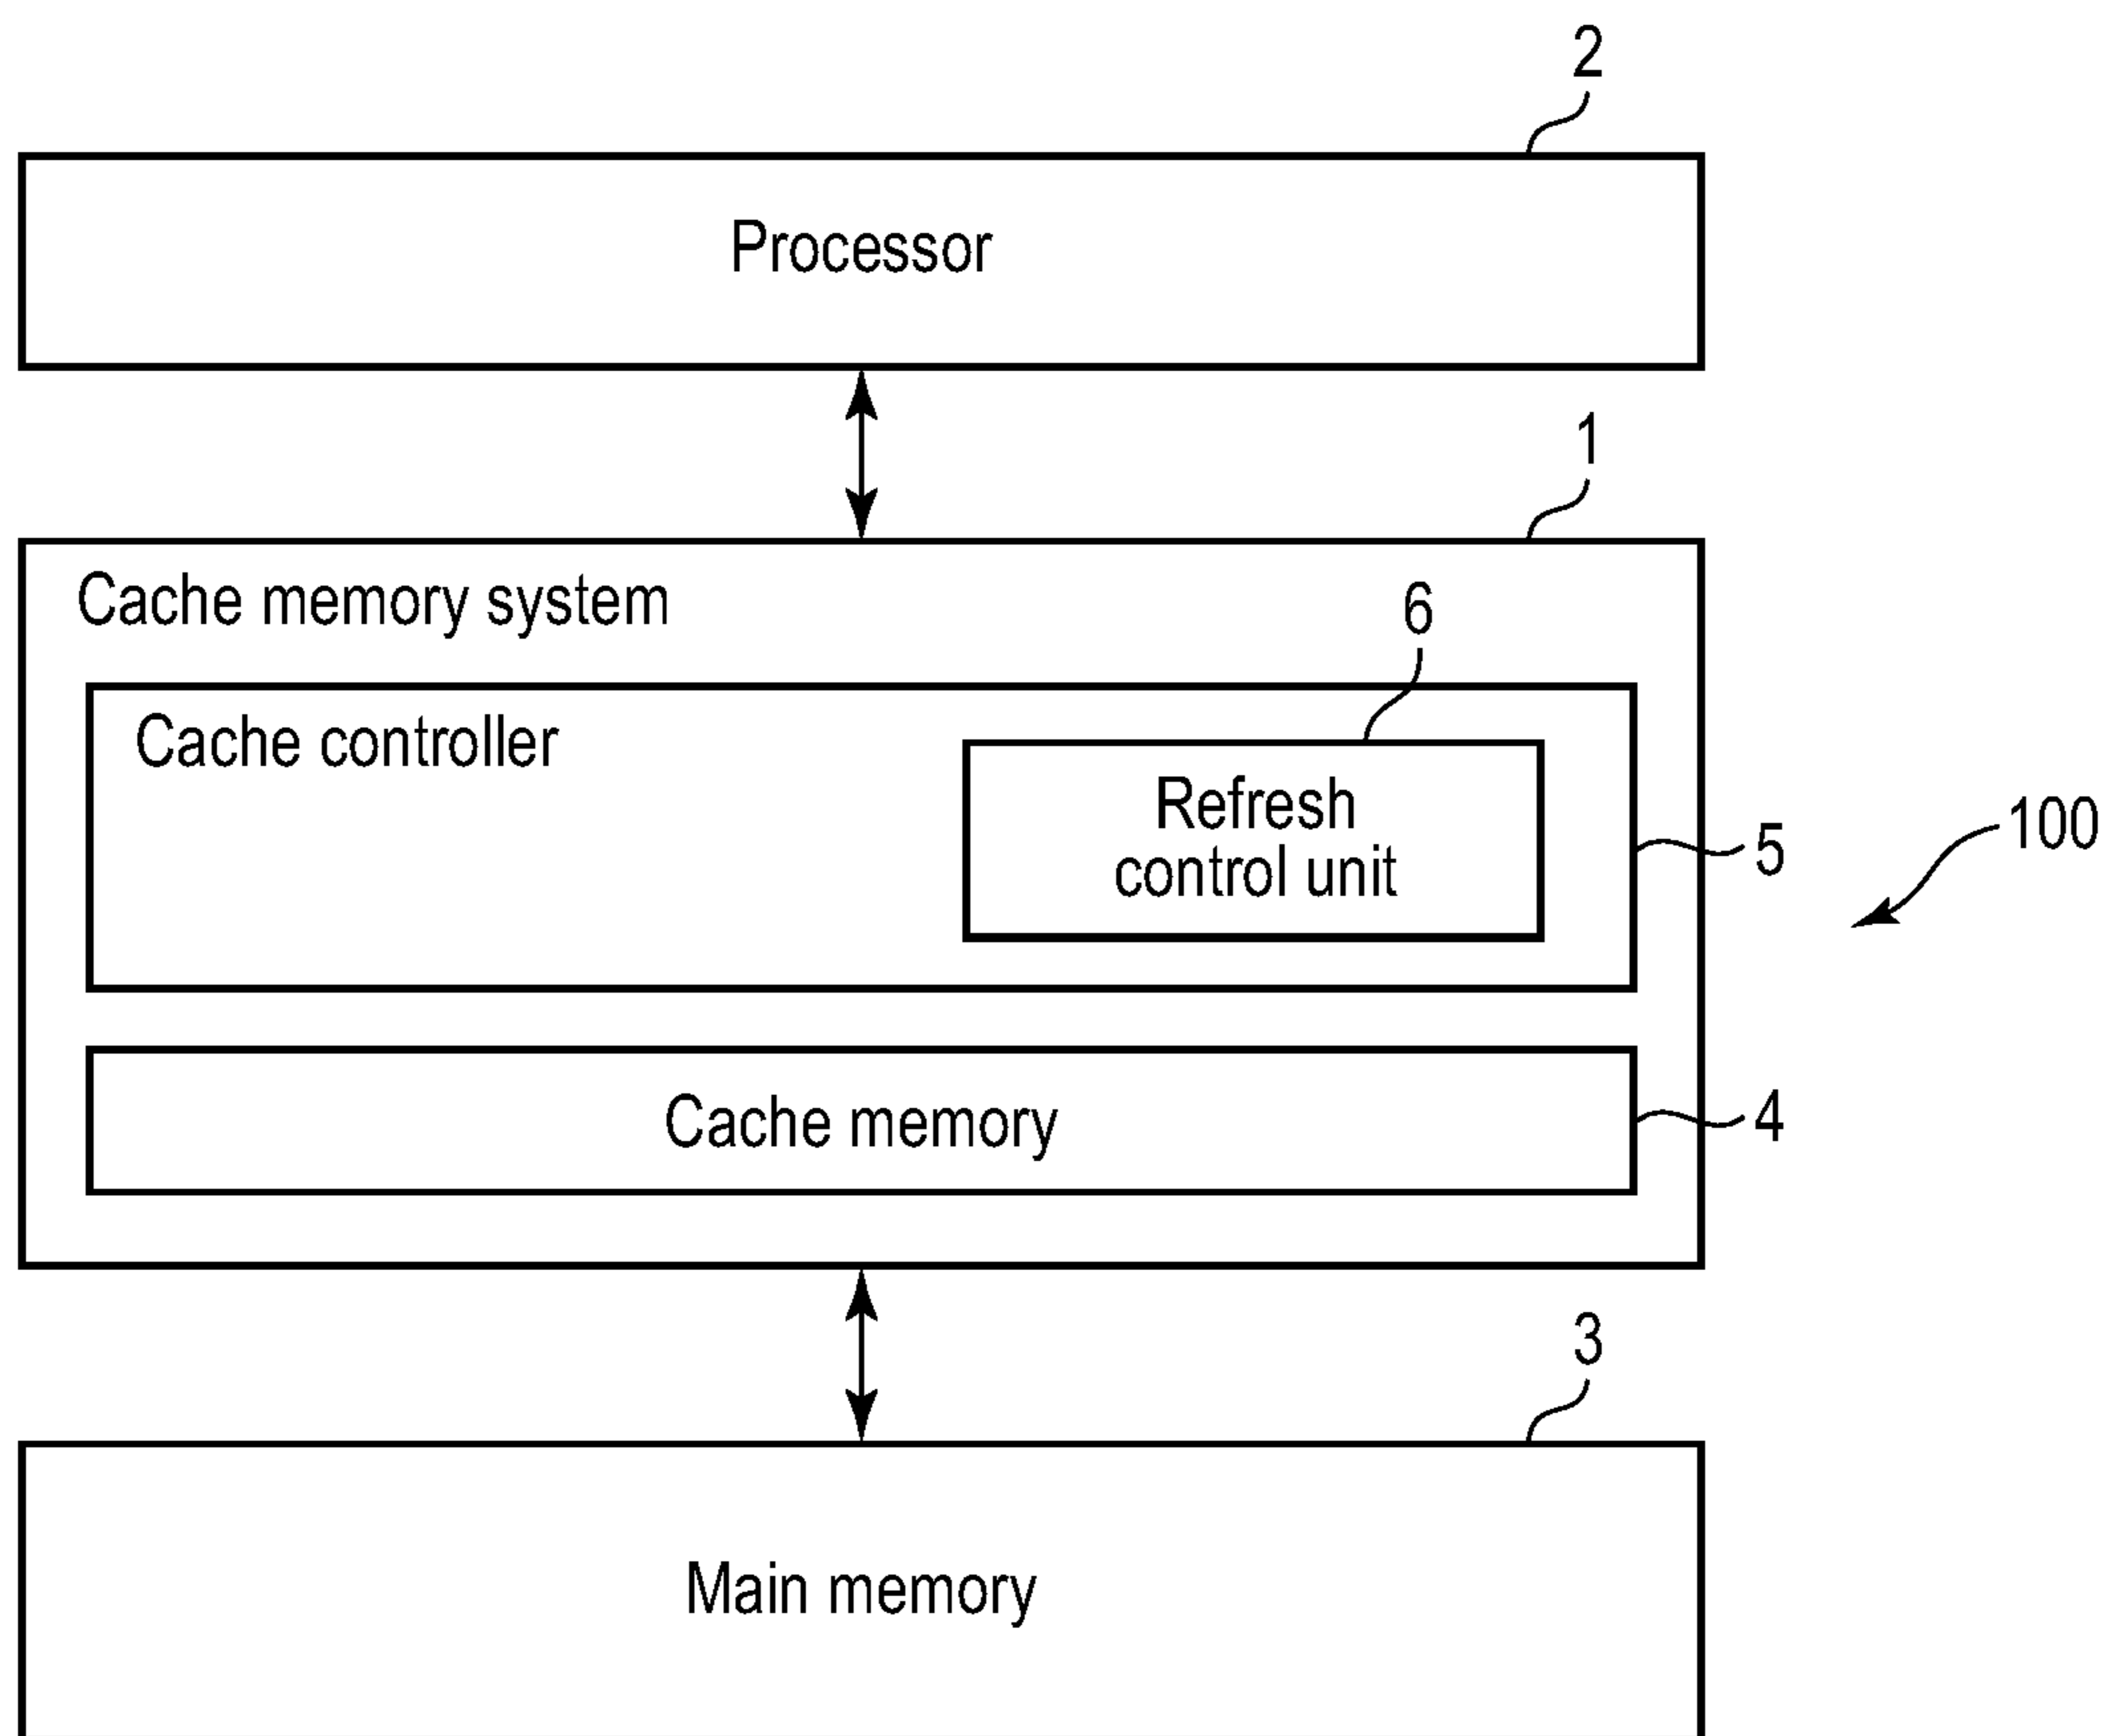 2
Processor
1
Cache memory system
6
Cache controller
Refresh
control unit
5
100
Cache memory
4
3
Main memory